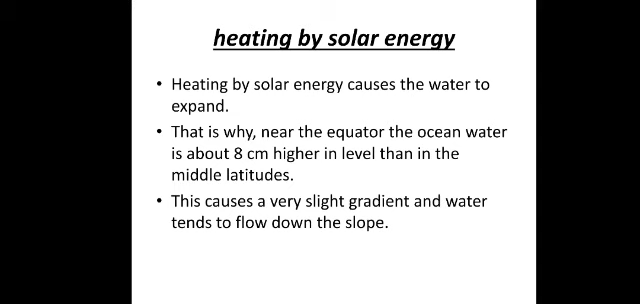 heating by solar energy
• Heating by solar energy causes the water to
expand.
• That is why, near the equator the ocean water
is about 8 cm higher in level than in the
middle latitudes.
• This causes a very slight gradient and water
tends to flow down the slope.